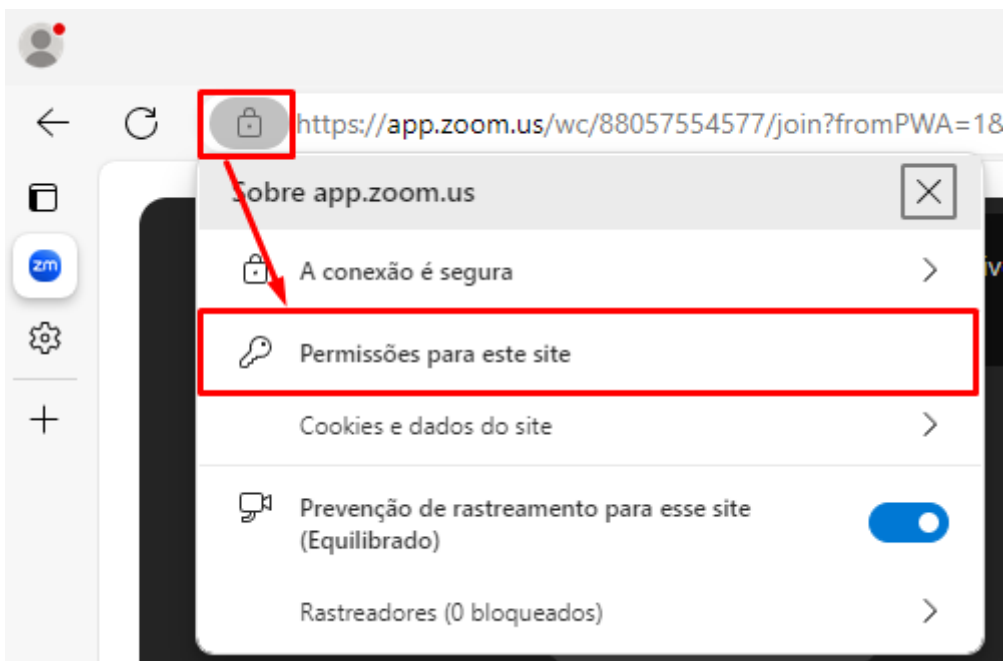 https://app.zoom.us/wc/88057554577/join?fromPWA=1&
Sobre app.zoom.us
zm
A conexão é segura
Permissões para este site
Cookies e dados do site
Prevenção de rastreamento para esse site
(Equilibrado)
Rastreadores (0 bloqueados)